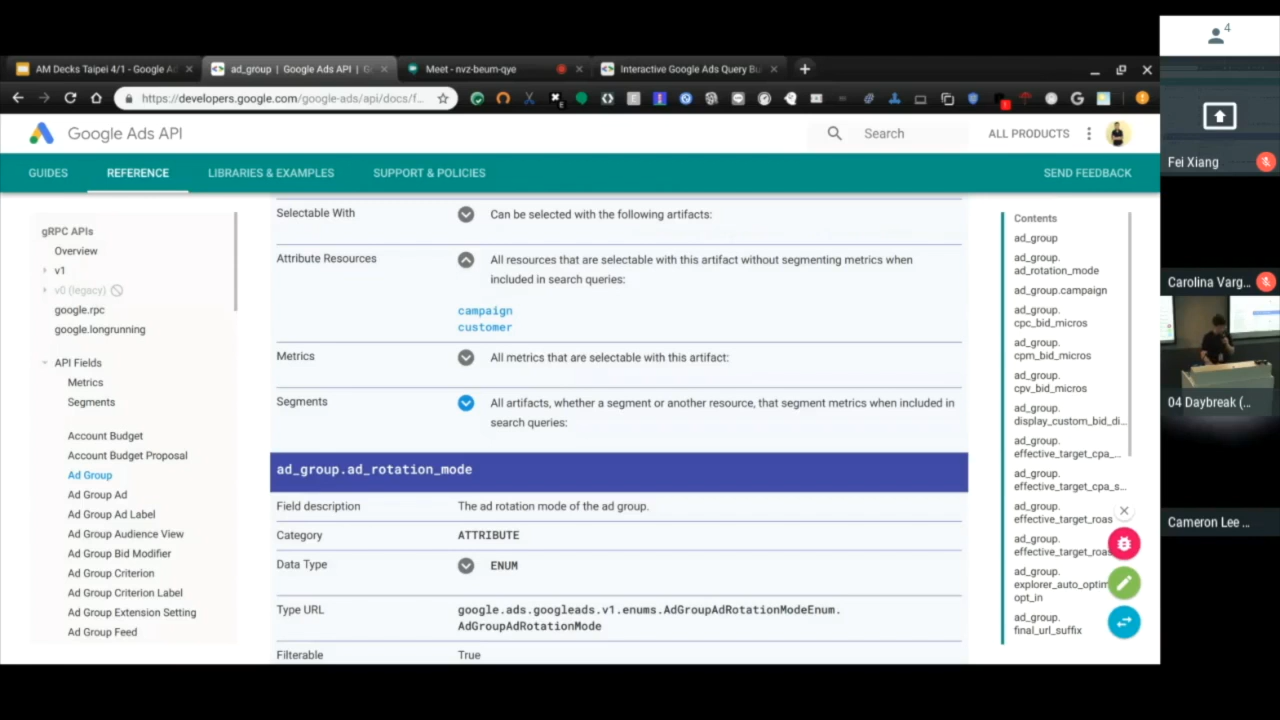 AM Decks Taipei 4/1 - Google Ad
ad_group | Google Ads API | G
Meet - nvz-beum-qye
Interactive Google Ads Query Bu
https://developers.google.com/google-ads/api/docs/f...
Google Ads API
Search
ALL PRODUCTS
GUIDES
REFERENCE
LIBRARIES & EXAMPLES
SUPPORT & POLICIES
SEND FEEDBACK
gRPC APIs
Overview
v1
v0 (legacy)
google.rpc
google.longrunning
API Fields
Metrics
Segments
Account Budget
Account Budget Proposal
Ad Group
Ad Group Ad
Ad Group Ad Label
Ad Group Audience View
Ad Group Bid Modifier
Ad Group Criterion
Ad Group Criterion Label
Ad Group Extension Setting
Ad Group Feed
Selectable With
Can be selected with the following artifacts:
Attribute Resources
All resources that are selectable with this artifact without segmenting metrics when
included in search queries:
campaign
customer
Metrics
All metrics that are selectable with this artifact:
Segments
All artifacts, whether a segment or another resource, that segment metrics when included in
search queries:
ad_group.ad_rotation_mode
Field description
The ad rotation mode of the ad group.
Category
ATTRIBUTE
Data Type
ENUM
Type URL
google.ads.googleads.v1.enums.AdGroupAdRotationModeEnum.
AdGroupAdRotationMode
Filterable
True
Contents
ad_group
ad_group.
ad_rotation_mode
ad_group.campaign
ad_group.
cpc_bid_micros
ad_group.
cpm_bid_micros
ad_group.
cpv_bid_micros
ad_group.
display_custom_bid_di...
ad_group.
effective_target_cpa_...
ad_group.
effective_target_cpa_s...
ad_group.
effective_target_roas
ad_group.
effective_target_roas
ad_group.
explorer_auto_optim
opt_in
ad_group.
final_url_suffix
4
Fei Xiang
Carolina Varg...
04 Daybreak (...
Cameron Lee ...